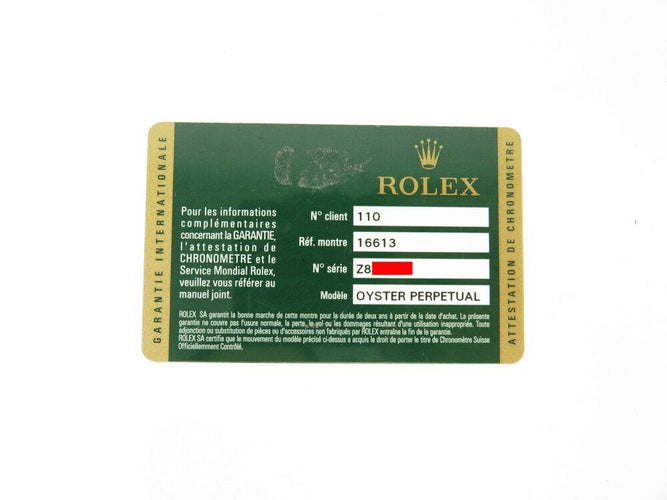 GARANTIE INTERNATIONALE
ROLEX
Pour les informations
complémentaires
concernant la GARANTIE,
l'attestation de
CHRONOMETRE et le
Service Mondial Rolex,
veuillez vous référer au
manuel joint.
N° client 110
Réf. montre 16613
N° série Z8
Modèle OYSTER PERPETUAL
ROLEX SA garantit la bonne marche de cette montre pour la durée de deux ans à partir de la date d'achat. La présente
garantie ne couvre pas l'usure normale, la perte, le vol ou les dommages résultant d'une utilisation inappropriée. Toute
adjonction ou substitution de pièces ou d'accessoires non fabriqués par ROLEX entraîne la fin de la garantie.
ROLEX SA certifie que le mouvement du modèle précisé ci-dessus a acquis le droit de porter le titre de Chronomètre Suisse
Officiellement Contrôlé.
ATTESTATION DE CHRONOMETRE